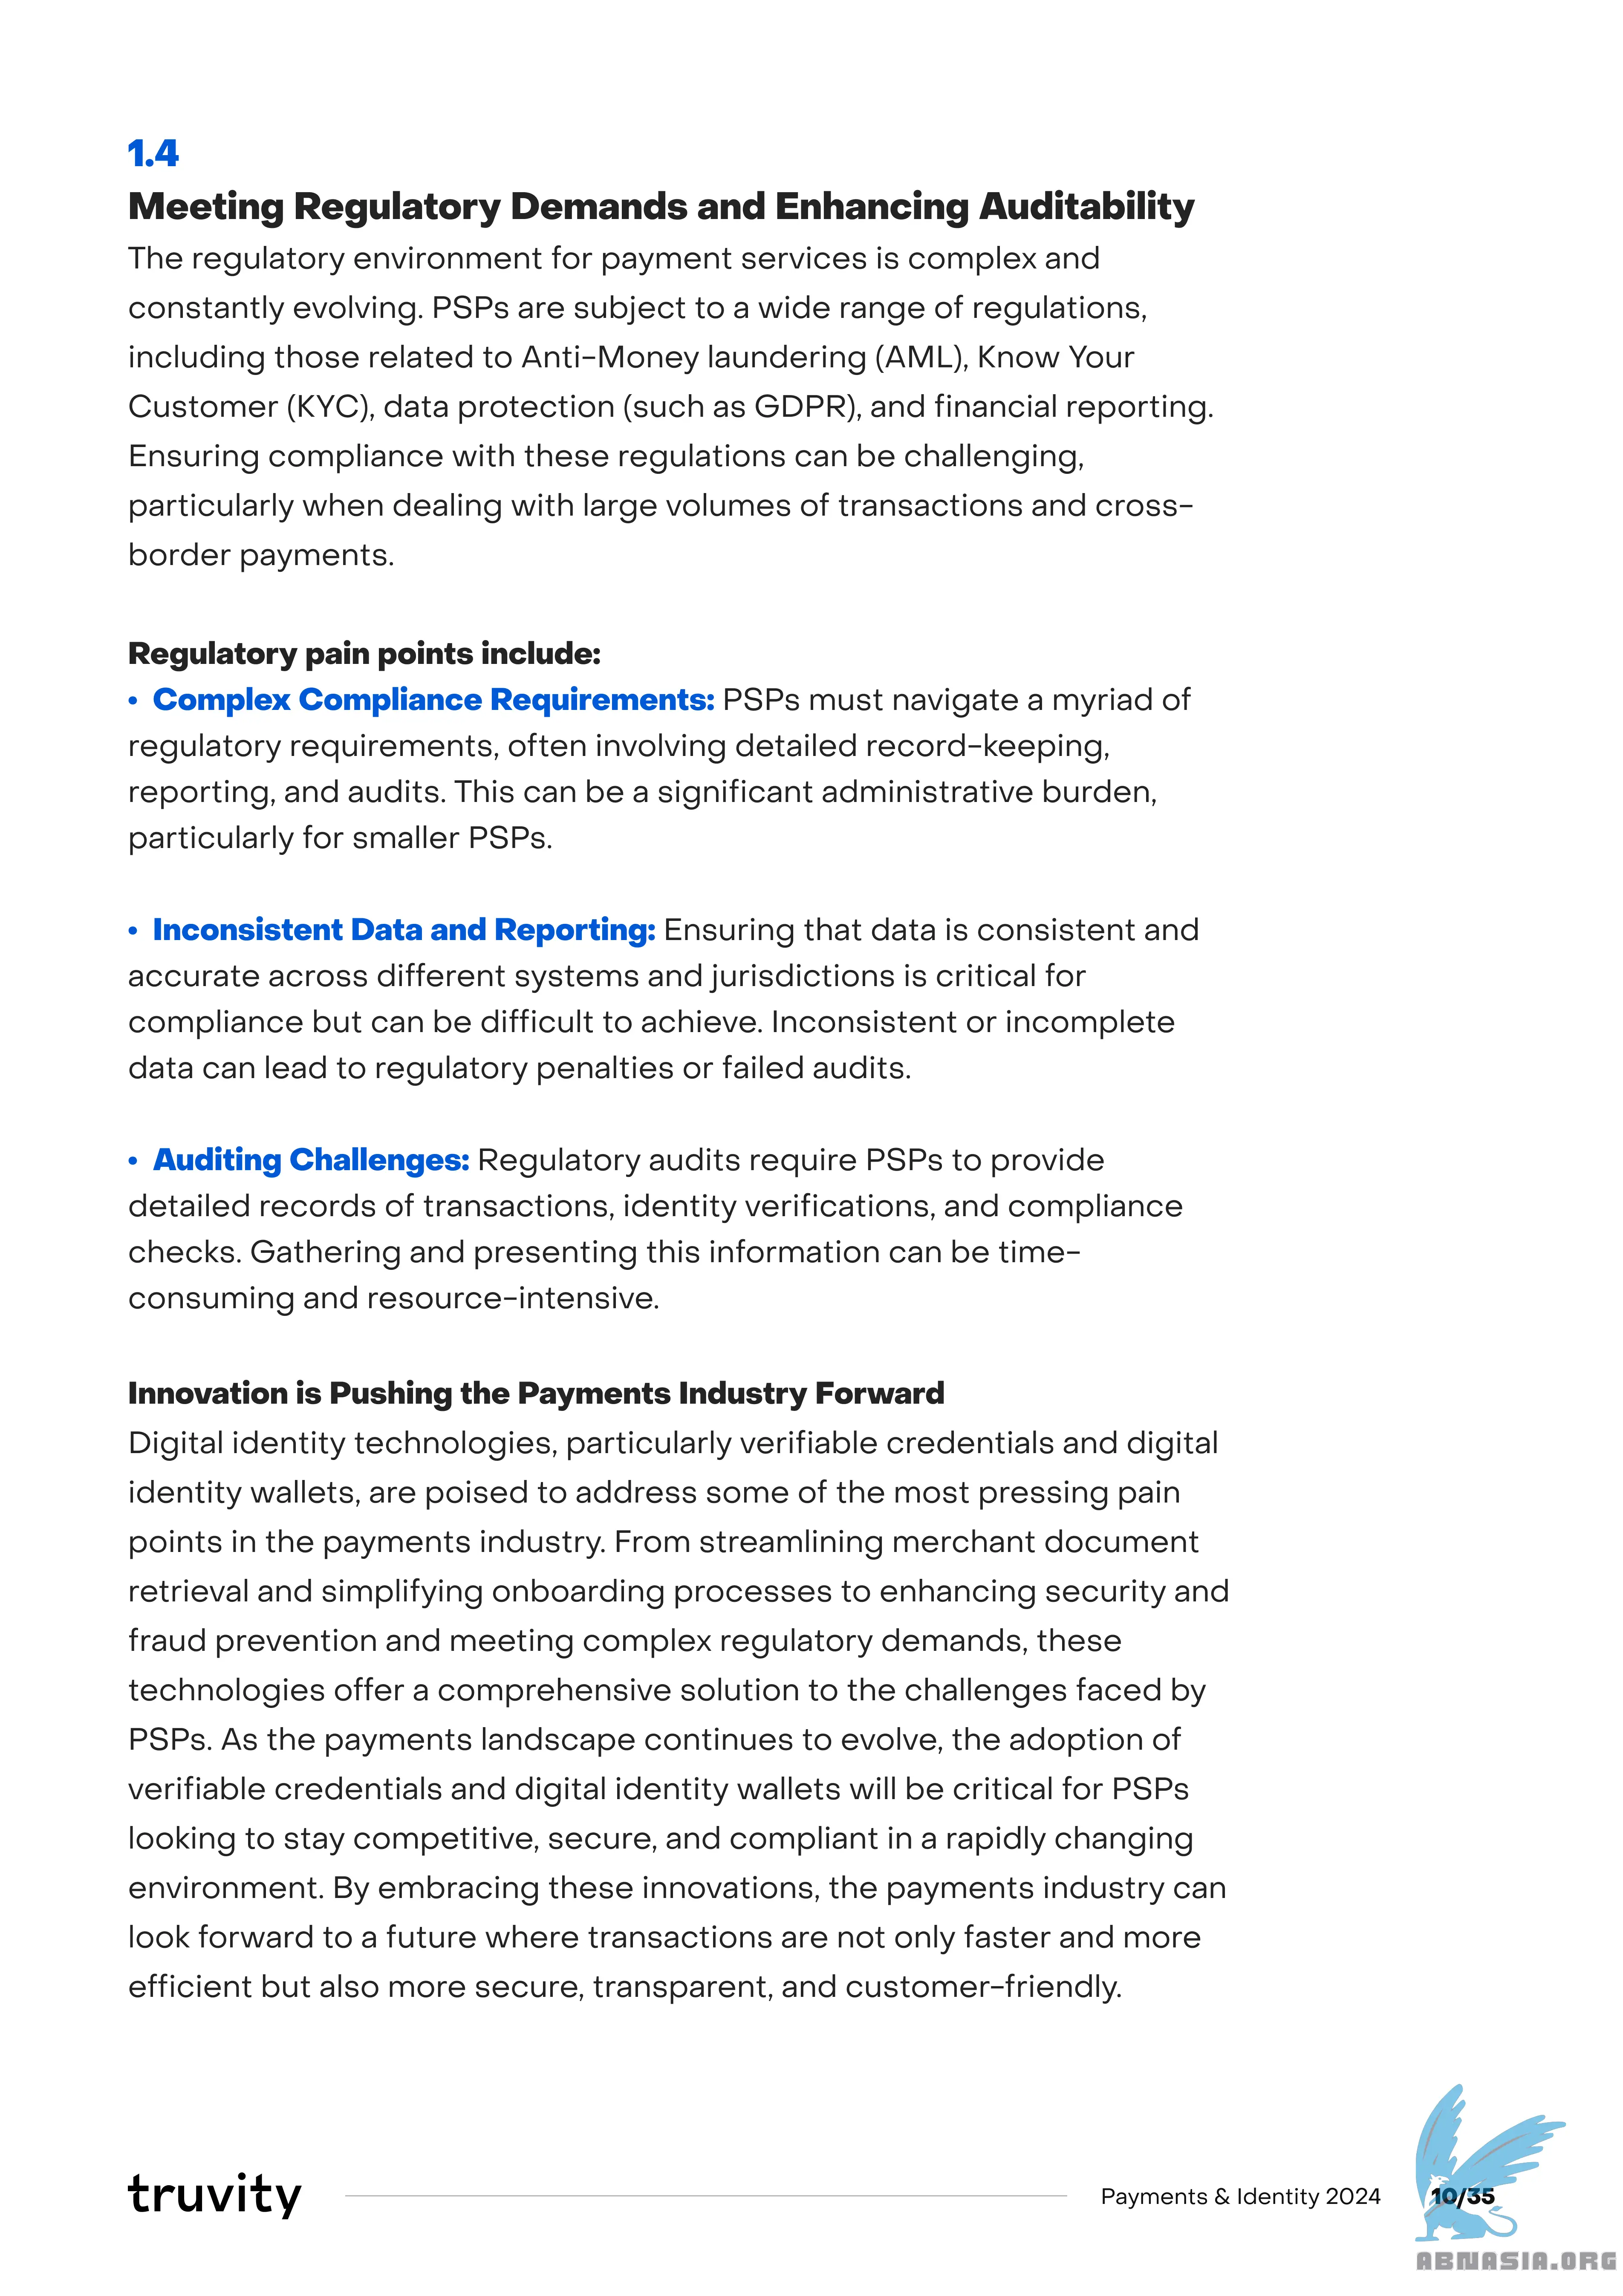 1.4
Meeting Regulatory Demands and Enhancing Auditability
The regulatory environment for payment services is complex and
constantly evolving. PSPs are subject to a wide range of regulations,
including those related to Anti-Money laundering (AML), Know Your
Customer (KYC), data protection (such as GDPR), and financial reporting.
Ensuring compliance with these regulations can be challenging,
particularly when dealing with large volumes of transactions and cross-
border payments.
Regulatory pain points include:
• Complex Compliance Requirements: PSPs must navigate a myriad of
regulatory requirements, often involving detailed record-keeping,
reporting, and audits. This can be a significant administrative burden,
particularly for smaller PSPs.
• Inconsistent Data and Reporting: Ensuring that data is consistent and
accurate across different systems and jurisdictions is critical for
compliance but can be difficult to achieve. Inconsistent or incomplete
data can lead to regulatory penalties or failed audits.
• Auditing Challenges: Regulatory audits require PSPs to provide
detailed records of transactions, identity verifications, and compliance
checks. Gathering and presenting this information can be time-
consuming and resource-intensive.
Innovation is Pushing the Payments Industry Forward
Digital identity technologies, particularly verifiable credentials and digital
identity wallets, are poised to address some of the most pressing pain
points in the payments industry. From streamlining merchant document
retrieval and simplifying onboarding processes to enhancing security and
fraud prevention and meeting complex regulatory demands, these
technologies offer a comprehensive solution to the challenges faced by
PSPs. As the payments landscape continues to evolve, the adoption of
verifiable credentials and digital identity wallets will be critical for PSPs
looking to stay competitive, secure, and compliant in a rapidly changing
environment. By embracing these innovations, the payments industry can
look forward to a future where transactions are not only faster and more
efficient but also more secure, transparent, and customer-friendly.
truvity
Payments & Identity 2024
10/35
ABNASIA.ORG